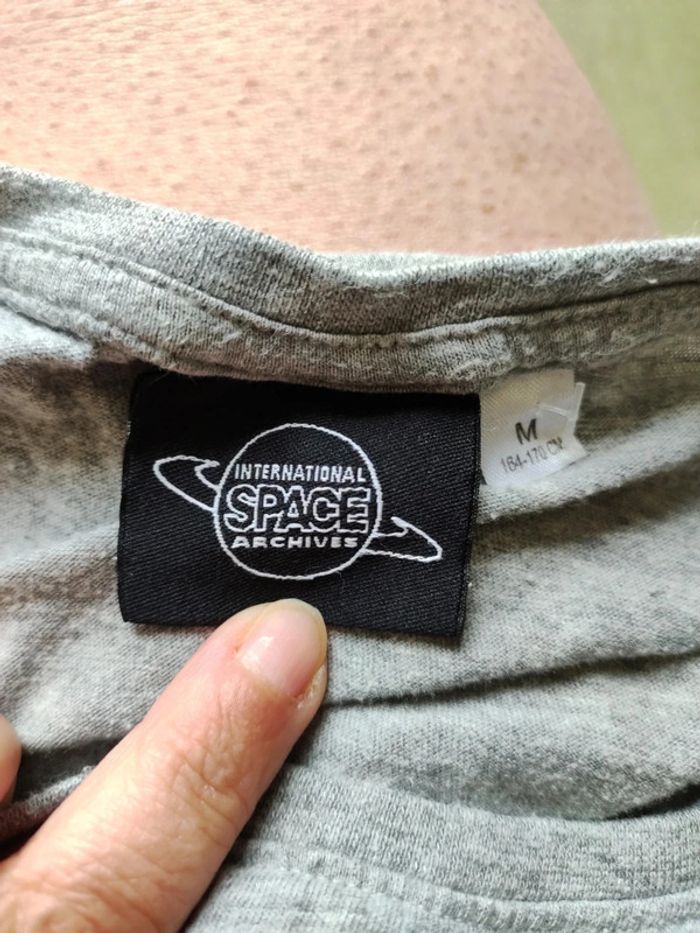 INTERNATIONAL
SPACE
ARCHIVES
M
164-170 CM